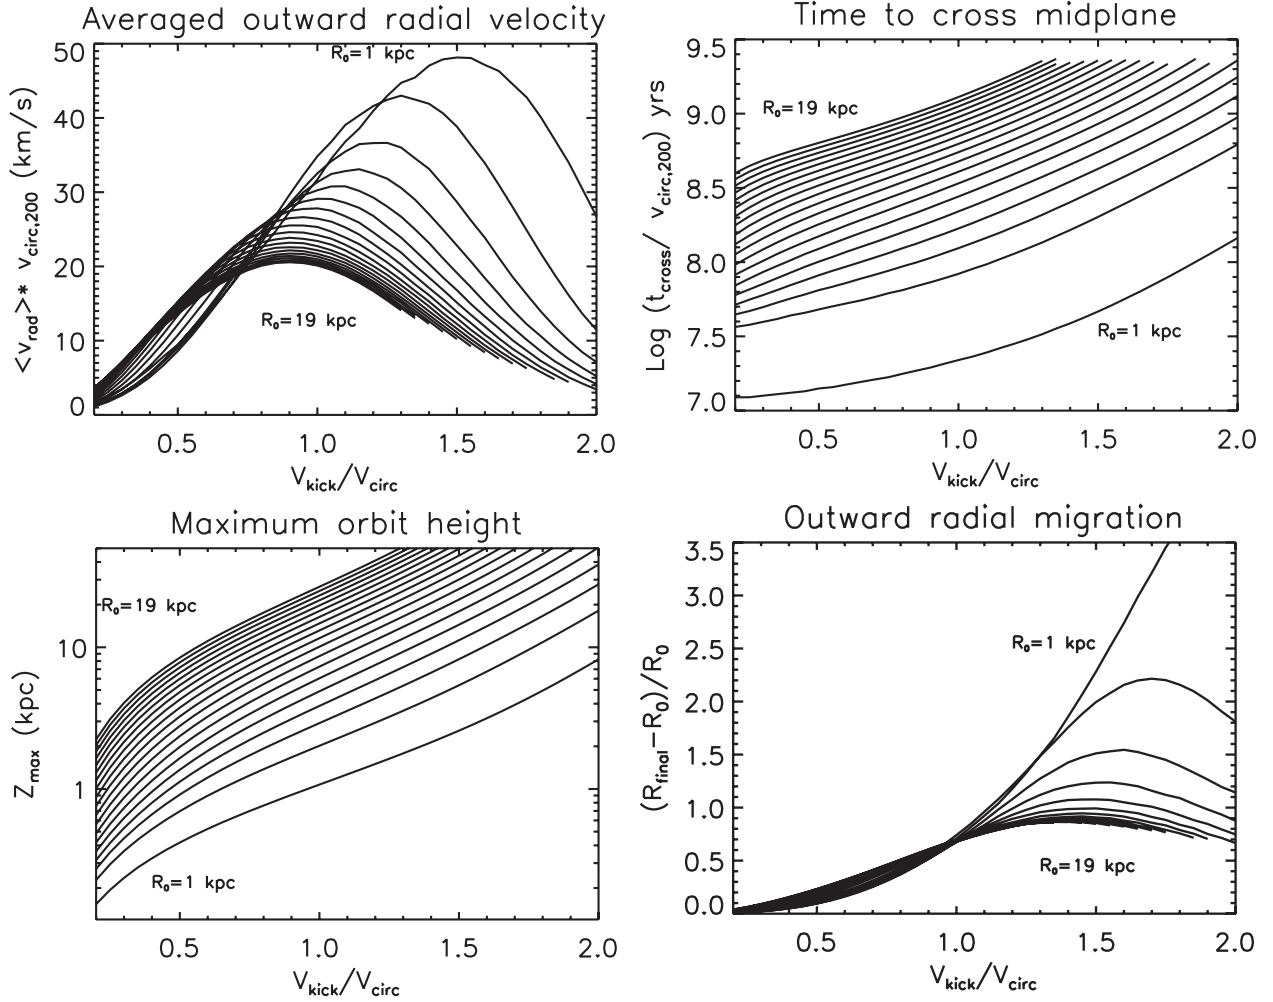 Averaged outward radial velocity
<v_rad>* v_circ,200 (km/s)
50
40
30
20
10
0
R₀=1 kpc
R₀=19 kpc
0.5 1.0 1.5 2.0
V_kick/V_circ
Time to cross midplane
Log (t_cross/ v_circ,200) yrs
9.5
9.0
8.5
8.0
7.5
7.0
R₀=19 kpc
R₀=1 kpc
0.5 1.0 1.5 2.0
V_kick/V_circ
Maximum orbit height
Z_max (kpc)
10
1
R₀=19 kpc
R₀=1 kpc
0.5 1.0 1.5 2.0
V_kick/V_circ
Outward radial migration
(R_final−R₀)/R₀
3.5
3.0
2.5
2.0
1.5
1.0
0.5
0.0
R₀=1 kpc
R₀=19 kpc
0.5 1.0 1.5 2.0
V_kick/V_circ